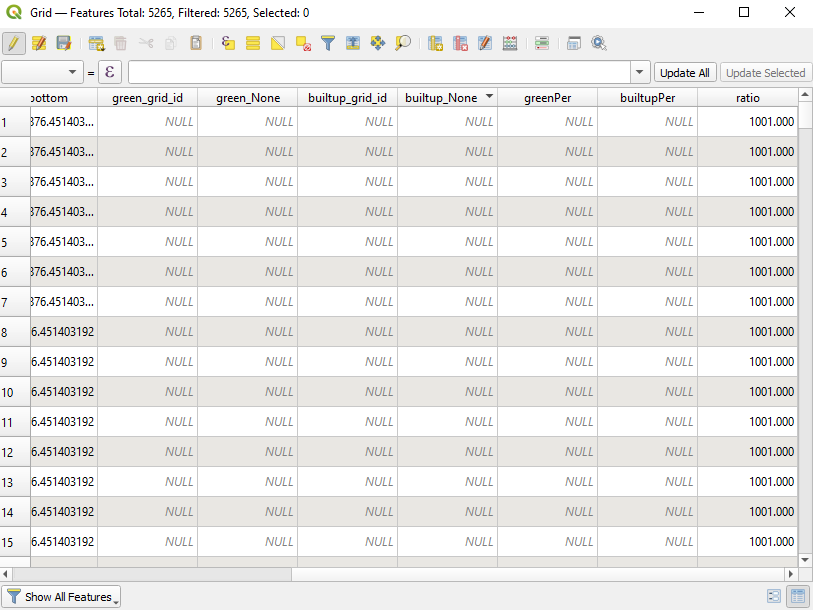 Grid — Features Total: 5265, Filtered: 5265, Selected: 0
= ε Update All Update Selected
bottom green_grid_id green_None builtup_grid_id builtup_None greenPer builtupPer ratio
1 376.451403... NULL NULL NULL NULL NULL NULL 1001.000
2 376.451403... NULL NULL NULL NULL NULL NULL 1001.000
3 376.451403... NULL NULL NULL NULL NULL NULL 1001.000
4 376.451403... NULL NULL NULL NULL NULL NULL 1001.000
5 376.451403... NULL NULL NULL NULL NULL NULL 1001.000
6 376.451403... NULL NULL NULL NULL NULL NULL 1001.000
7 376.451403... NULL NULL NULL NULL NULL NULL 1001.000
8 6.451403192 NULL NULL NULL NULL NULL NULL 1001.000
9 6.451403192 NULL NULL NULL NULL NULL NULL 1001.000
10 6.451403192 NULL NULL NULL NULL NULL NULL 1001.000
11 6.451403192 NULL NULL NULL NULL NULL NULL 1001.000
12 6.451403192 NULL NULL NULL NULL NULL NULL 1001.000
13 6.451403192 NULL NULL NULL NULL NULL NULL 1001.000
14 6.451403192 NULL NULL NULL NULL NULL NULL 1001.000
15 6.451403192 NULL NULL NULL NULL NULL NULL 1001.000
Show All Features